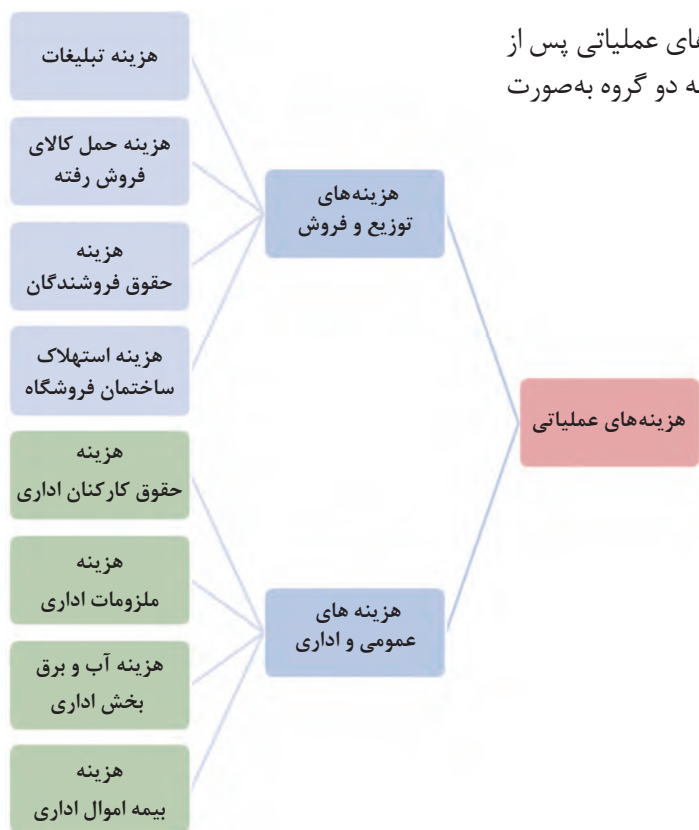 های عملیاتی پس از
ه دو گروه به‌صورت
هزینه‌های عملیاتی
هزینه‌های
توزیع و فروش
هزینه تبلیغات
هزینه حمل کالای
فروش رفته
هزینه
حقوق فروشندگان
هزینه استهلاک
ساختمان فروشگاه
هزینه های
عمومی و اداری
هزینه
حقوق کارکنان اداری
هزینه
ملزومات اداری
هزینه آب و برق
بخش اداری
هزینه
بیمه اموال اداری